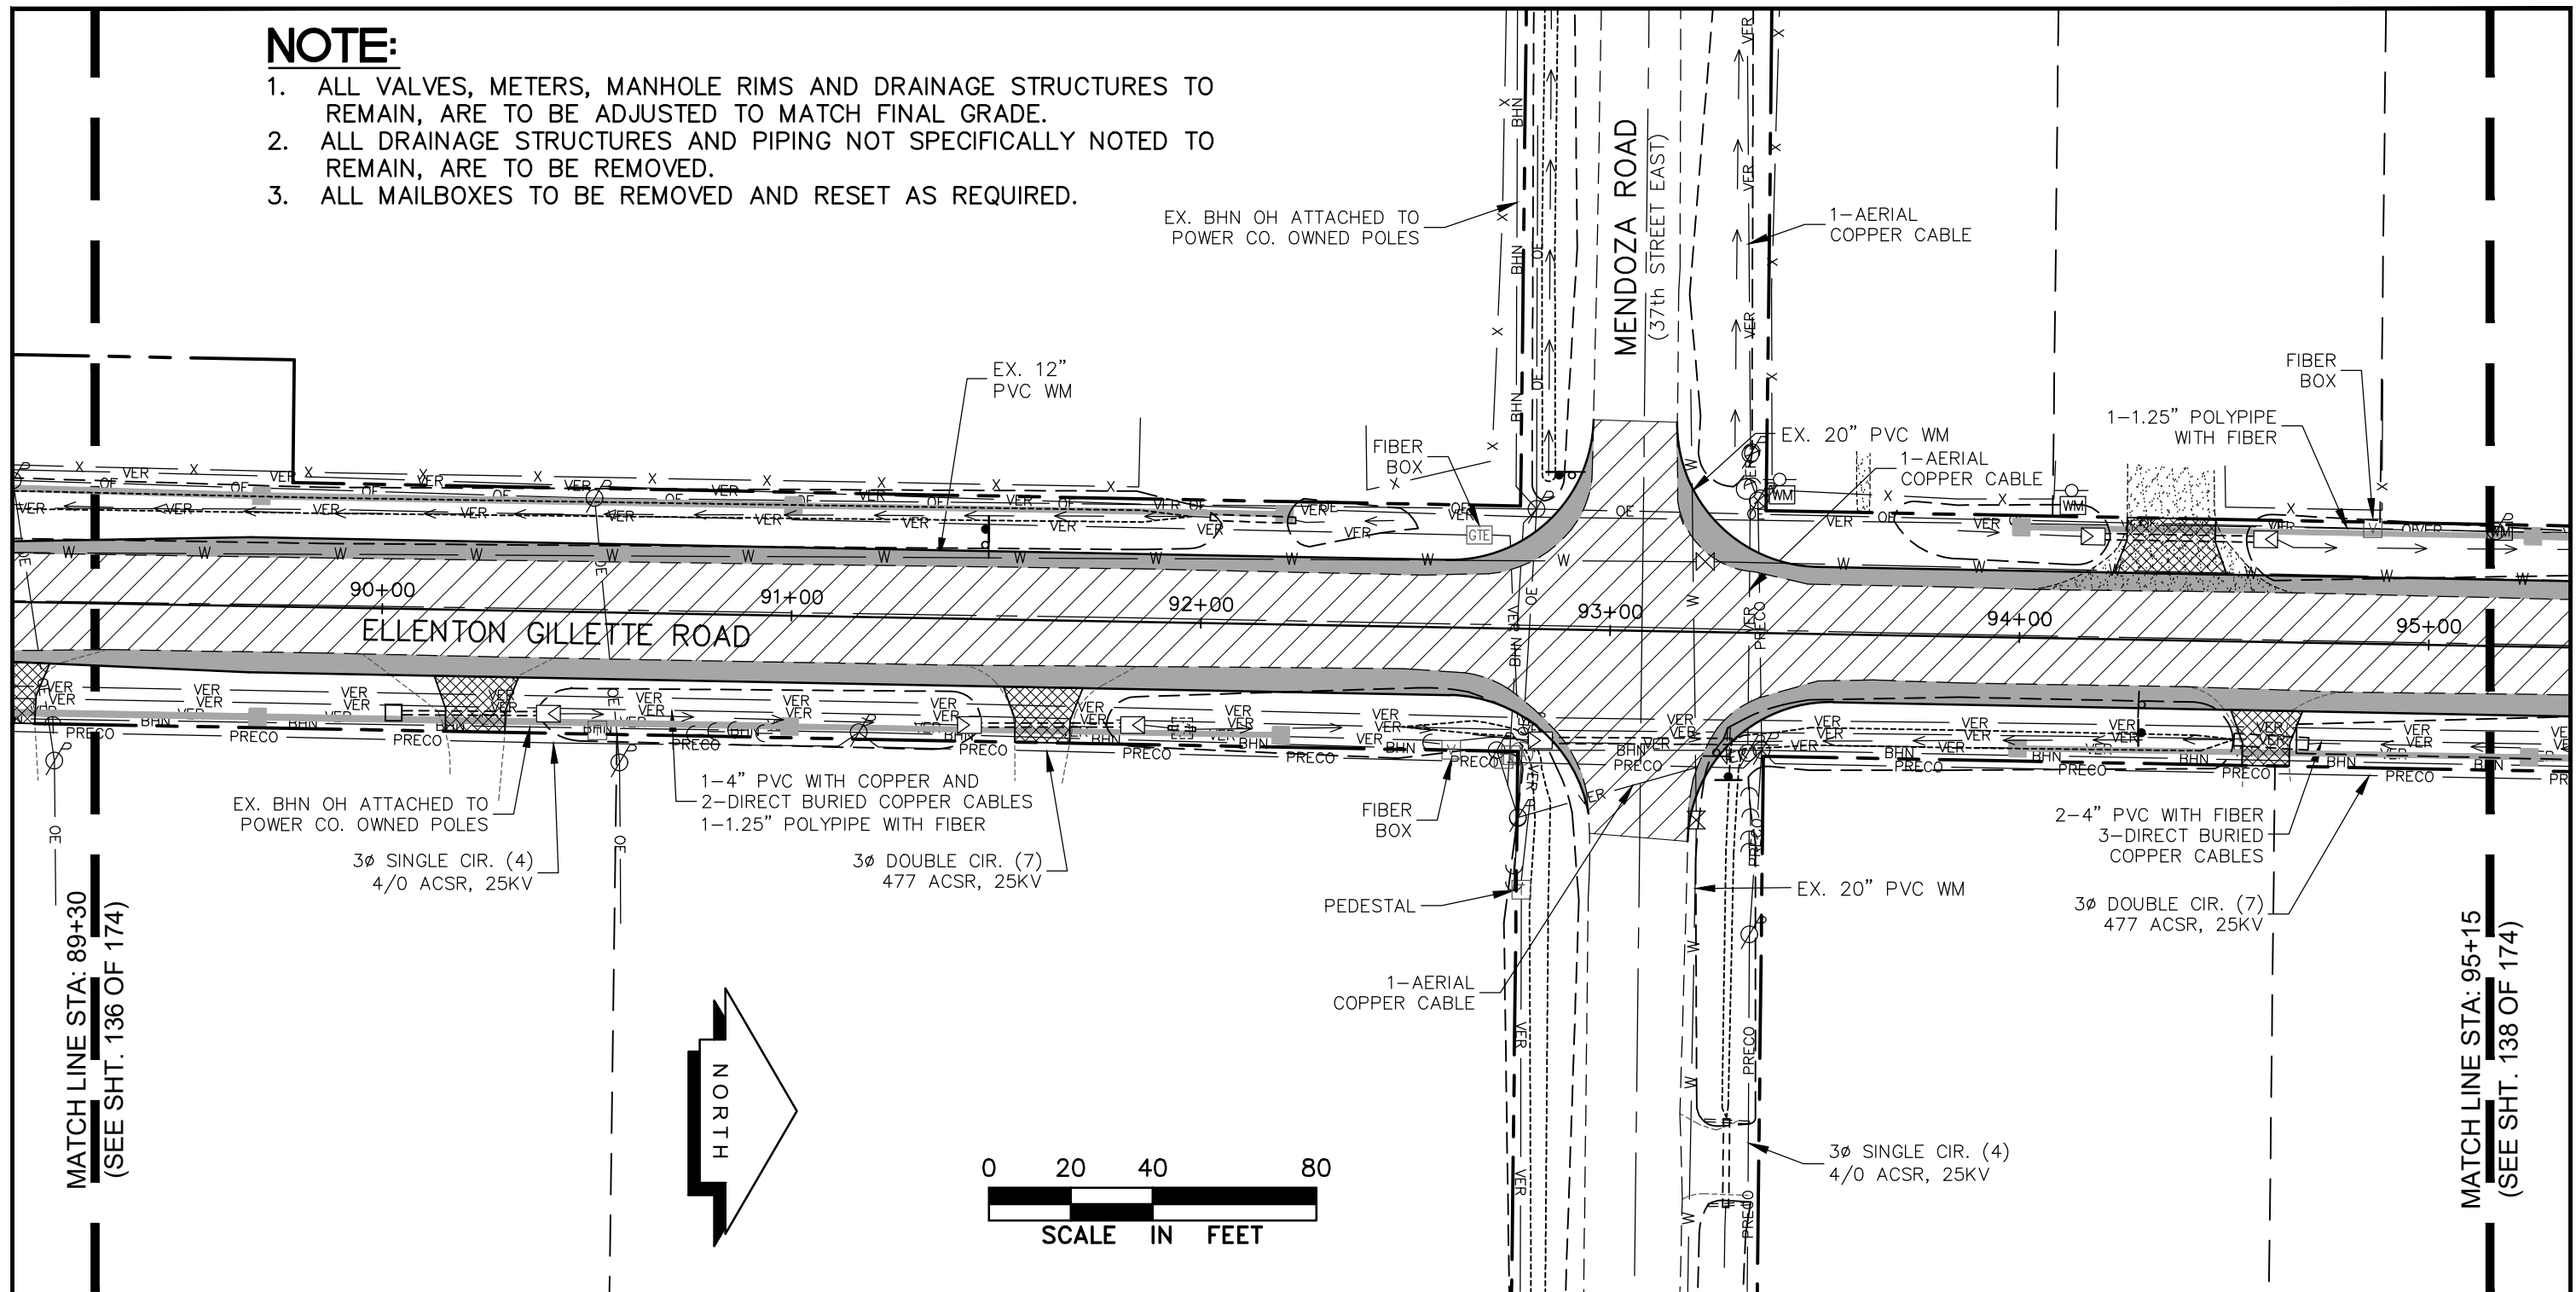 NOTE:
1. ALL VALVES, METERS, MANHOLE RIMS AND DRAINAGE STRUCTURES TO
REMAIN, ARE TO BE ADJUSTED TO MATCH FINAL GRADE.
2. ALL DRAINAGE STRUCTURES AND PIPING NOT SPECIFICALLY NOTED TO
REMAIN, ARE TO BE REMOVED.
3. ALL MAILBOXES TO BE REMOVED AND RESET AS REQUIRED.
EX. BHN OH ATTACHED TO
POWER CO. OWNED POLES
MENDOZA ROAD
(37th STREET EAST)
1-AERIAL
COPPER CABLE
EX. 12"
PVC WM
FIBER
BOX
GTE
EX. 20" PVC WM
1-AERIAL
COPPER CABLE
WM
WM
1-1.25" POLYPIPE
WITH FIBER
FIBER
BOX
WM
90+00
91+00
92+00
93+00
94+00
95+00
ELLENTON GILLETTE ROAD
EX. BHN OH ATTACHED TO
POWER CO. OWNED POLES
3ø SINGLE CIR. (4)
4/0 ACSR, 25KV
1-4" PVC WITH COPPER AND
2-DIRECT BURIED COPPER CABLES
1-1.25" POLYPIPE WITH FIBER
3ø DOUBLE CIR. (7)
477 ACSR, 25KV
FIBER
BOX
PEDESTAL
1-AERIAL
COPPER CABLE
EX. 20" PVC WM
2-4" PVC WITH FIBER
3-DIRECT BURIED
COPPER CABLES
3ø DOUBLE CIR. (7)
477 ACSR, 25KV
3ø SINGLE CIR. (4)
4/0 ACSR, 25KV
VER
BHN
PRECO
OE
W
X
MATCH LINE STA: 89+30
(SEE SHT. 136 OF 174)
MATCH LINE STA: 95+15
(SEE SHT. 138 OF 174)
NORTH
0 20 40 80
SCALE IN FEET